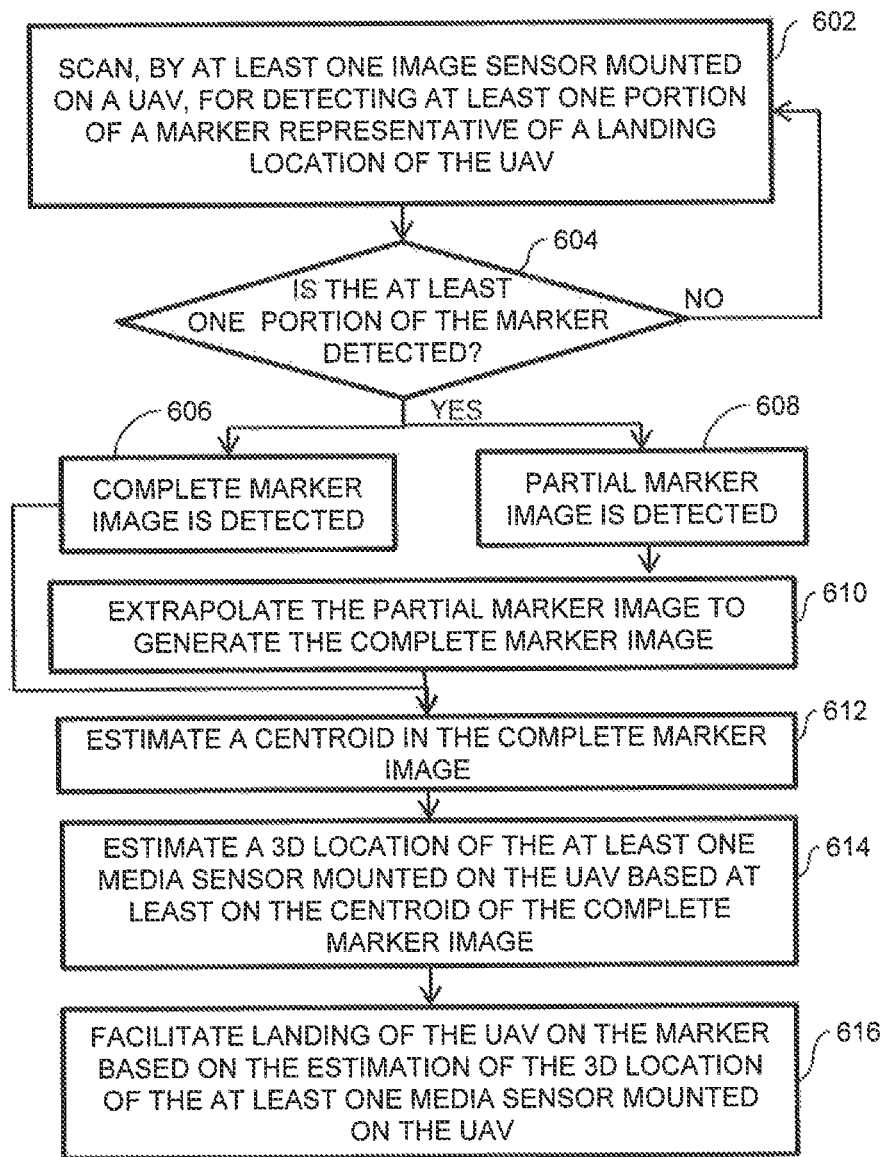 602
SCAN, BY AT LEAST ONE IMAGE SENSOR MOUNTED
ON A UAV, FOR DETECTING AT LEAST ONE PORTION
OF A MARKER REPRESENTATIVE OF A LANDING
LOCATION OF THE UAV
604
IS THE AT LEAST
ONE PORTION OF THE MARKER
DETECTED?
NO
YES
606
608
COMPLETE MARKER
IMAGE IS DETECTED
PARTIAL MARKER
IMAGE IS DETECTED
610
EXTRAPOLATE THE PARTIAL MARKER IMAGE TO
GENERATE THE COMPLETE MARKER IMAGE
612
ESTIMATE A CENTROID IN THE COMPLETE MARKER
IMAGE
614
ESTIMATE A 3D LOCATION OF THE AT LEAST ONE
MEDIA SENSOR MOUNTED ON THE UAV BASED AT
LEAST ON THE CENTROID OF THE COMPLETE
MARKER IMAGE
616
FACILITATE LANDING OF THE UAV ON THE MARKER
BASED ON THE ESTIMATION OF THE 3D LOCATION
OF THE AT LEAST ONE MEDIA SENSOR MOUNTED
ON THE UAV